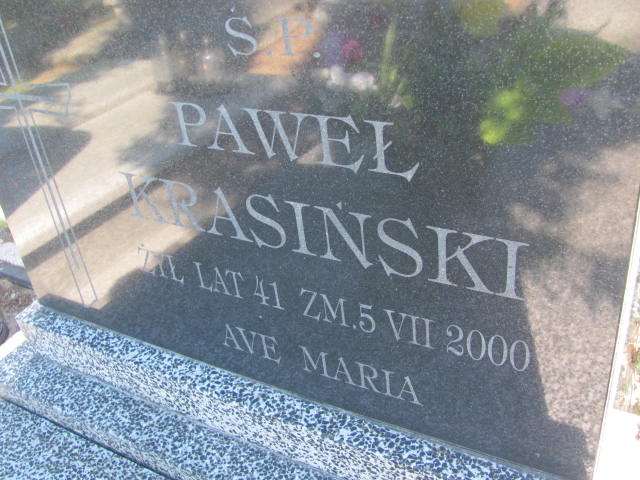 Ś.P.
PAWEŁ
KRASIŃSKI
ŻYŁ LAT 41 ZM. 5 VII 2000
AVE MARIA